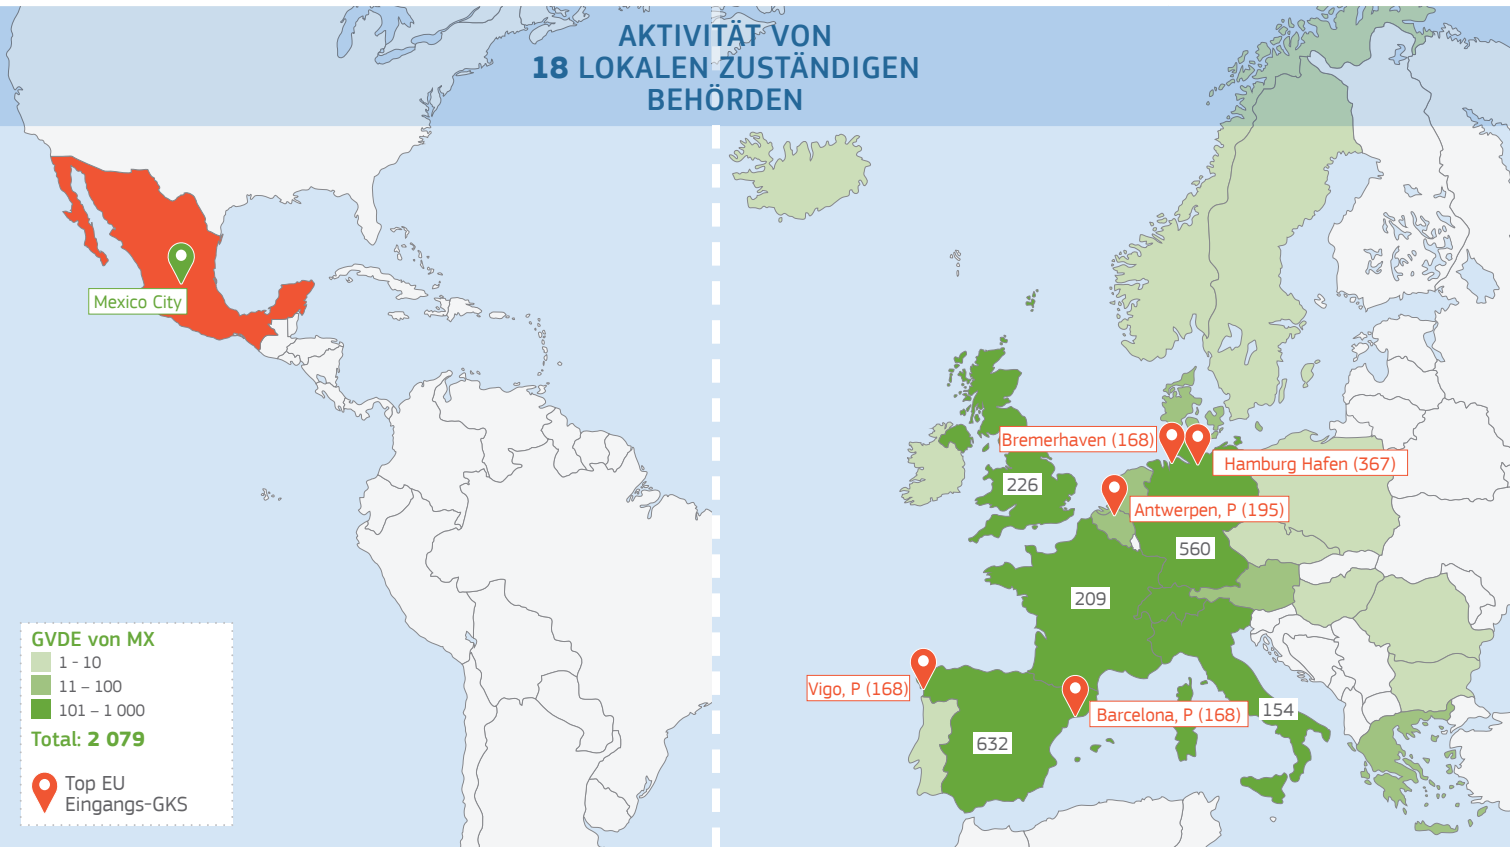 AKTIVITÄT VON
18 LOKALEN ZUSTÄNDIGEN
BEHÖRDEN
Mexico City
Bremerhaven (168)
Hamburg Hafen (367)
226
Antwerpen, P (195)
560
209
Vigo, P (168)
Barcelona, P (168)
154
632
GVDE von MX
1 - 10
11 – 100
101 – 1 000
Total: 2 079
Top EU
Eingangs-GKS